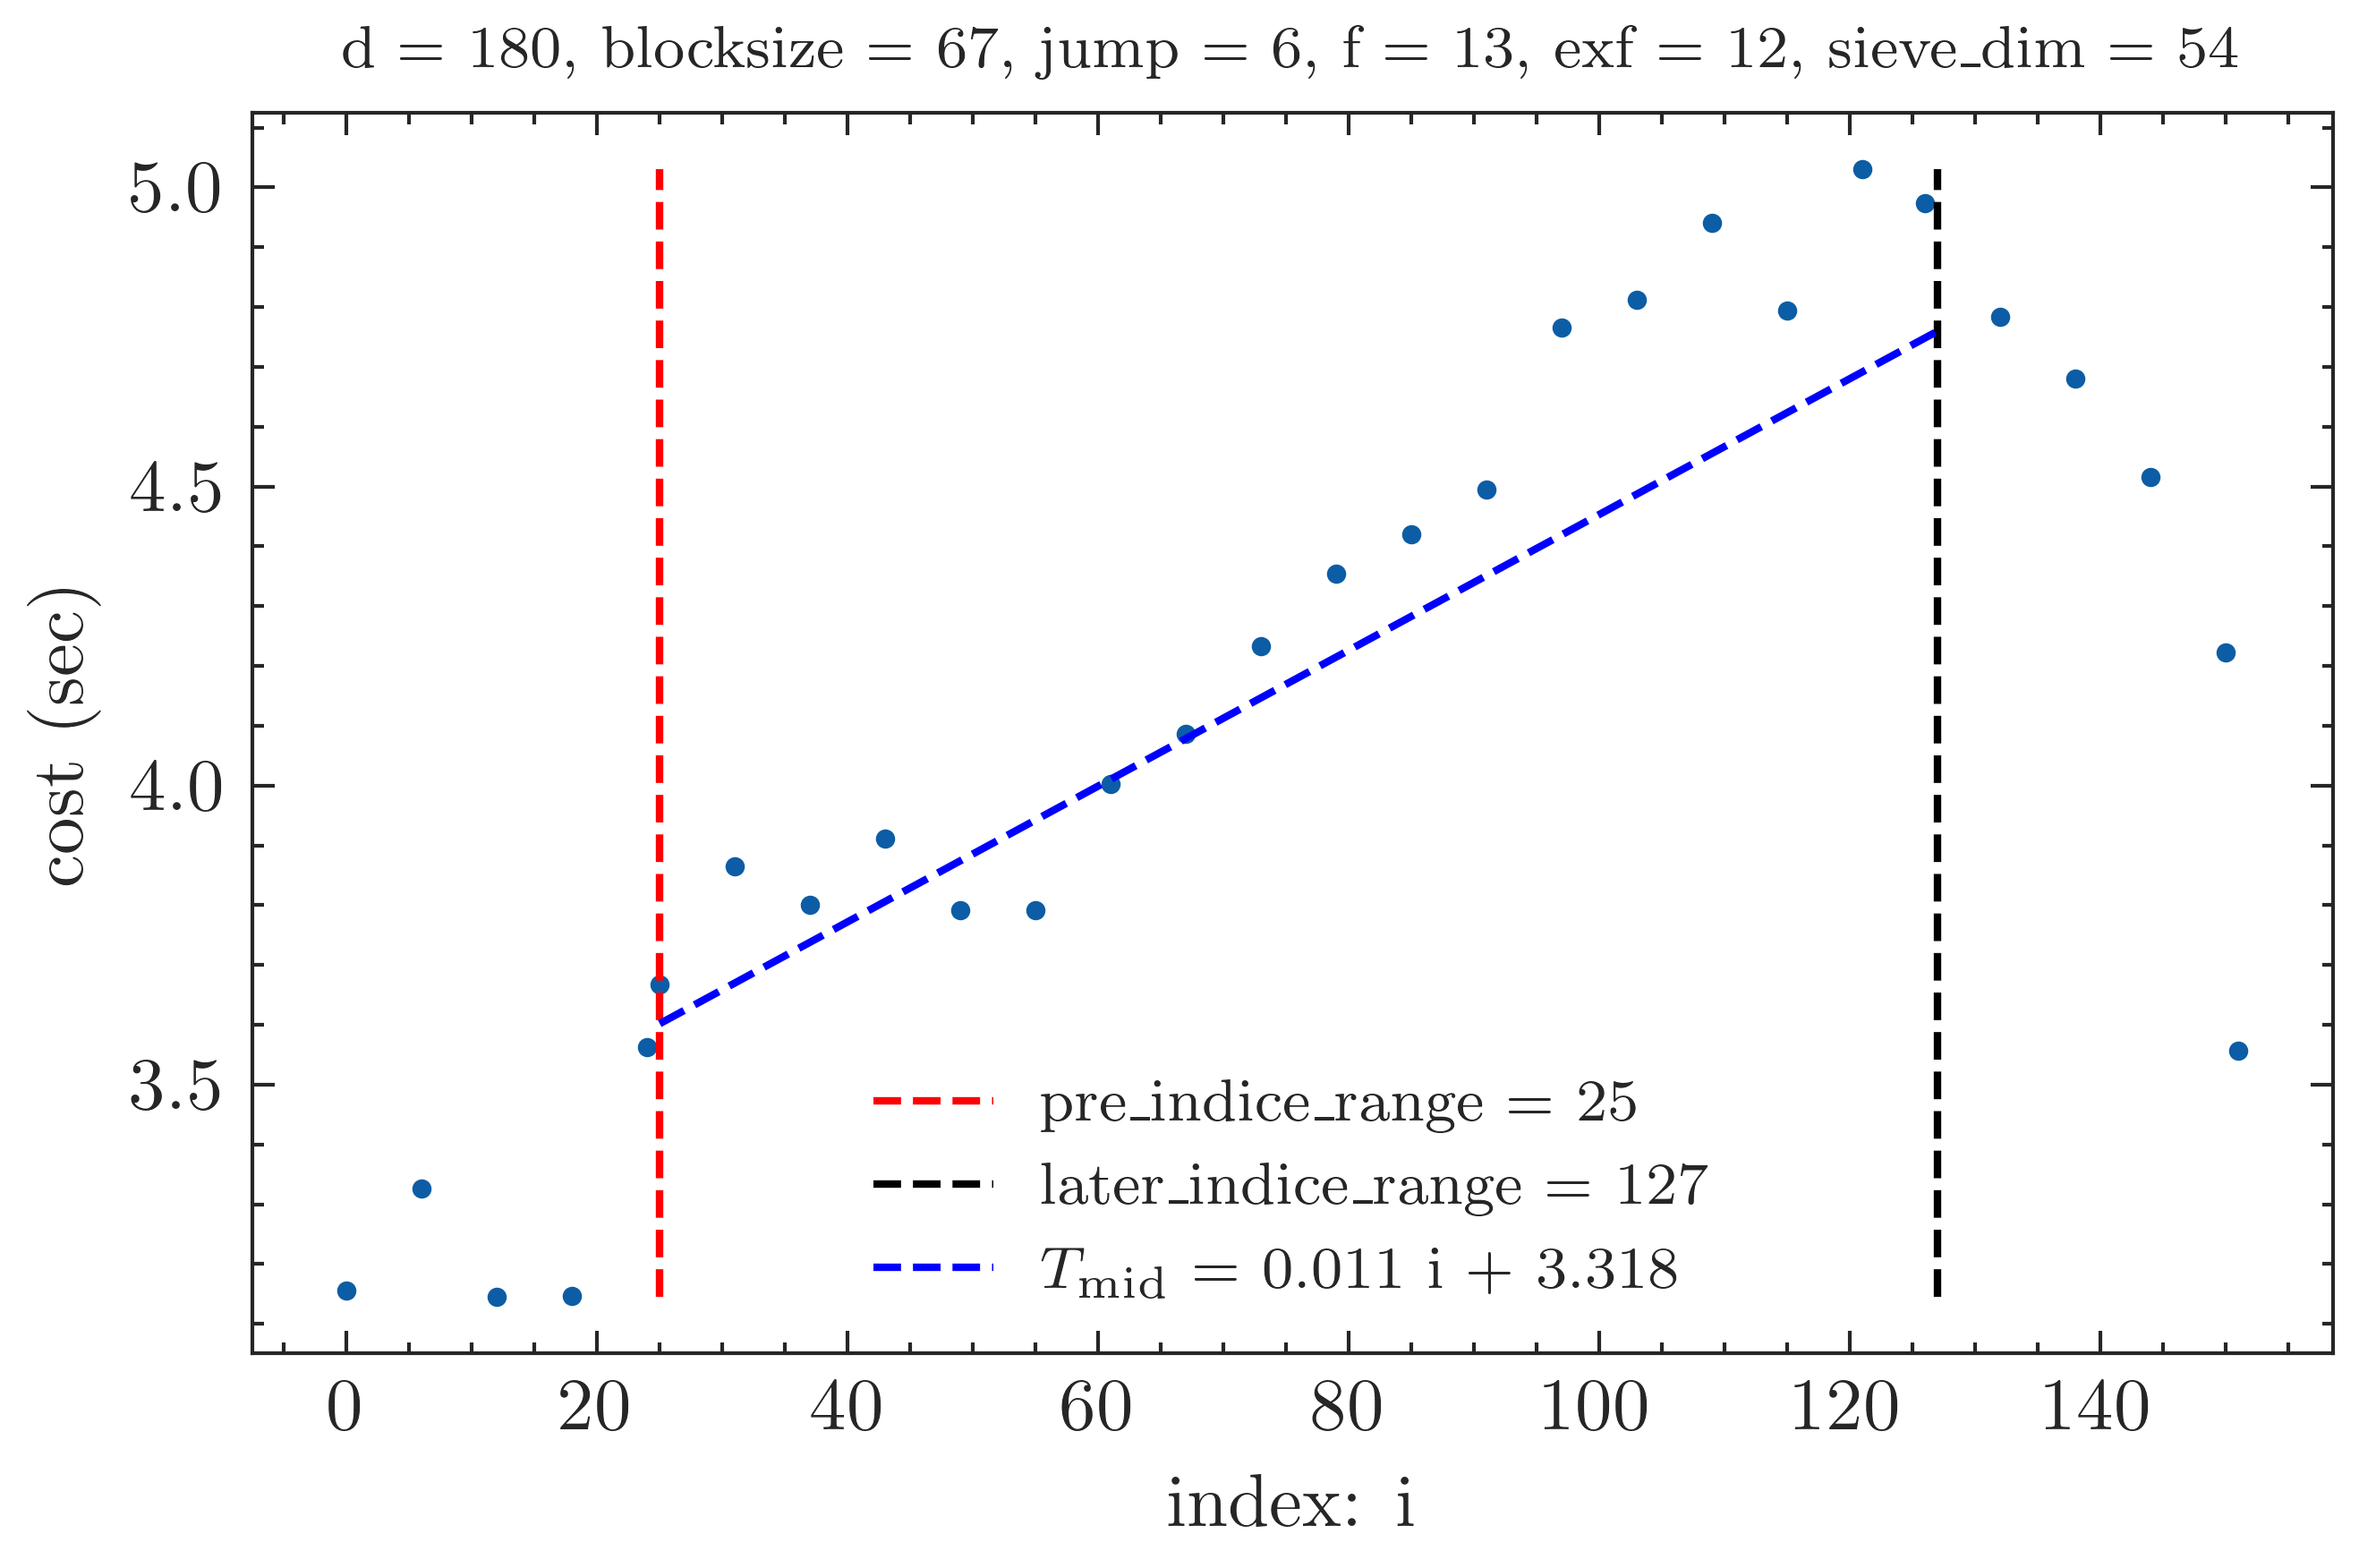 d = 180, blocksize = 67, jump = 6, f = 13, exf = 12, sieve_dim = 54
5.0
4.5
4.0
3.5
cost (sec)
pre_indice_range = 25
later_indice_range = 127
T_mid = 0.011 i + 3.318
0 20 40 60 80 100 120 140
index: i